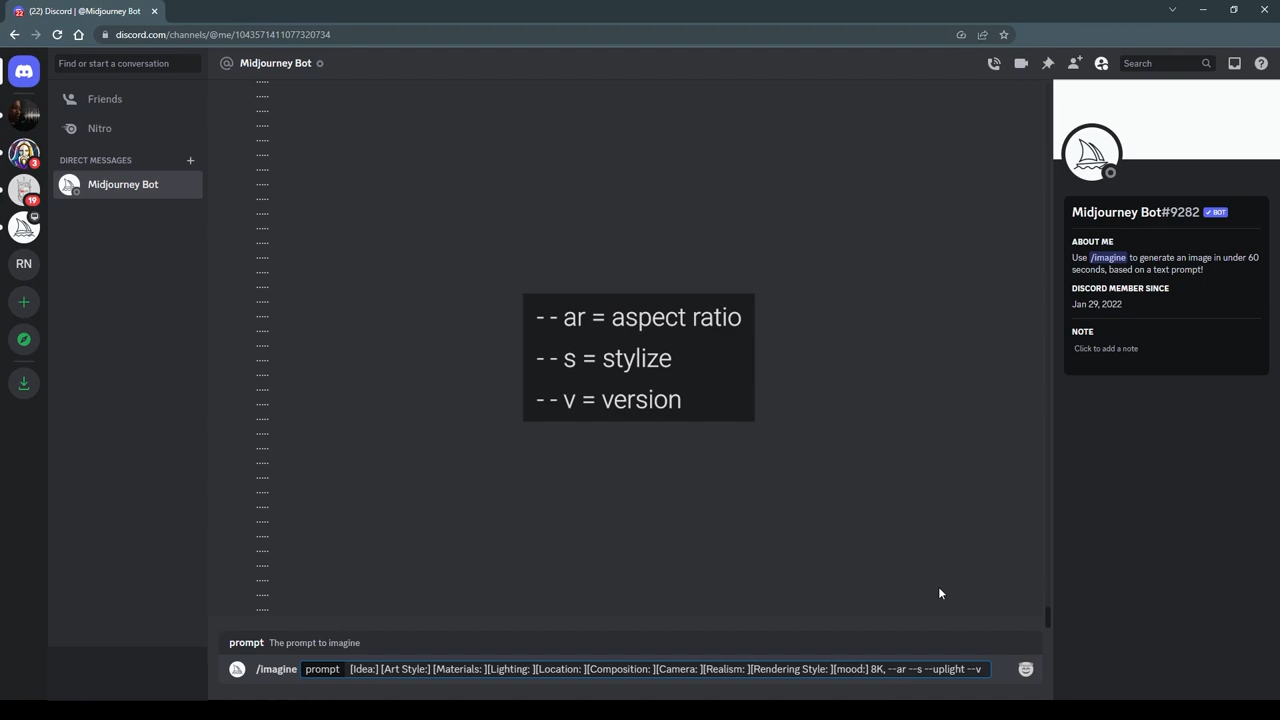 (22) Discord | @Midjourney Bot
discord.com/channels/@me/1043571411077320734
Find or start a conversation
Midjourney Bot
Search
Friends
Nitro
DIRECT MESSAGES
Midjourney Bot
3
19
RN
Midjourney Bot#9282 BOT
ABOUT ME
Use /imagine to generate an image in under 60
seconds, based on a text prompt!
DISCORD MEMBER SINCE
Jan 29, 2022
NOTE
Click to add a note
-- ar = aspect ratio
-- s = stylize
-- v = version
prompt The prompt to imagine
/imagine prompt [Idea:] [Art Style:] [Materials: ][Lighting: ][Location: ][Composition: ][Camera: ][Realism: ][Rendering Style: ][mood:] 8K, --ar --s --uplight --v